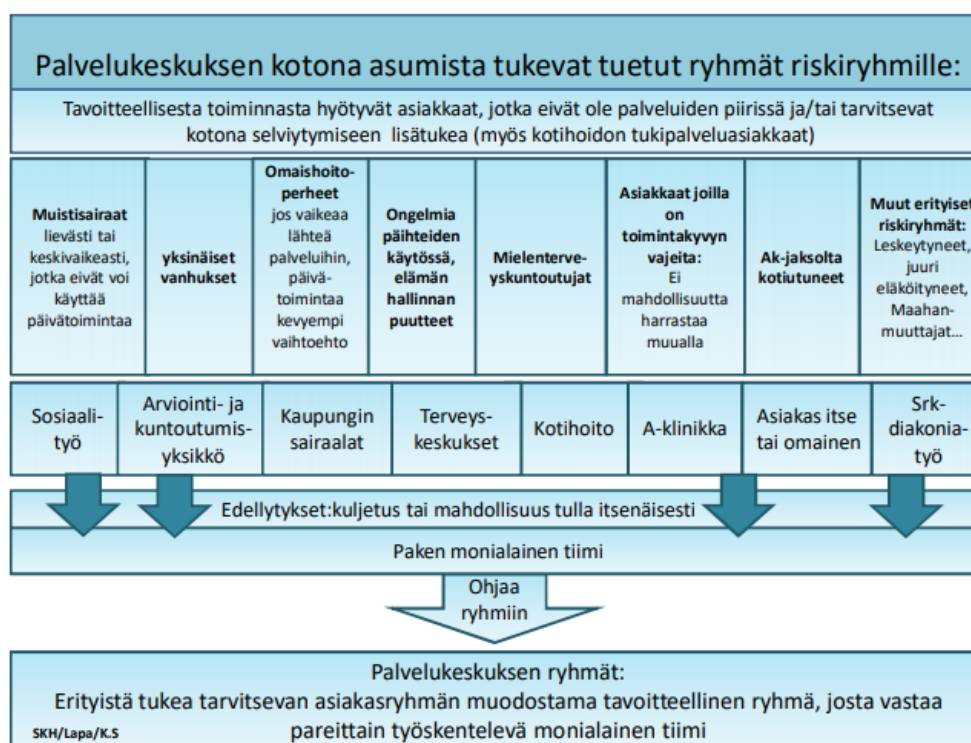 Palvelukeskuksen kotona asumista tukevat tuetut ryhmät riskiryhmille:
Tavoitteellisesta toiminnasta hyötyvät asiakkaat, jotka eivät ole palveluiden piirissä ja/tai tarvitsevat
kotona selviytymiseen lisätukea (myös kotihoidon tukipalveluasiakkaat)
Muistisairaat
lievästi tai
keskivaikeasti,
jotka eivät voi
käyttää
päivätoimintaa
yksinäiset
vanhukset
Omaishoito-
perheet
jos vaikeaa
lähteä
palveluihin,
päivä-
toimintaa
kevyempi
vaihtoehto
Ongelmia
päihteiden
käytössä,
elämän
hallinnan
puutteet
Mielenterve-
yskuntoutujat
Asiakkaat joilla
on
toimintakyvyn
vajeita:
Ei
mahdollisuutta
harrastaa
muualla
Ak-jaksolta
kotiutuneet
Muut erityiset
riskiryhmät:
Leskeytyneet,
juuri
eläköityneet,
Maahan-
muuttajat...
Sosiaali-
työ
Arviointi- ja
kuntoutumis-
yksikkö
Kaupungin
sairaalat
Terveys-
keskukset
Kotihoito
A-klinikka
Asiakas itse
tai omainen
Srk-
diakonia-
työ
Edellytykset:kuljetus tai mahdollisuus tulla itsenäisesti
Paken monialainen tiimi
Ohjaa
ryhmiin
Palvelukeskuksen ryhmät:
Erityistä tukea tarvitsevan asiakasryhmän muodostama tavoitteellinen ryhmä, josta vastaa
pareittain työskentelevä monialainen tiimi
SKH/Lapa/K.S